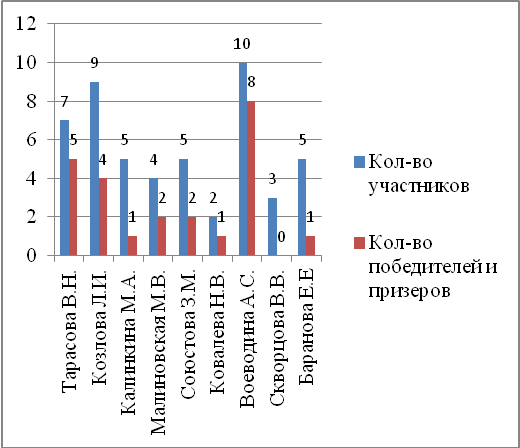 12
10
8
6
4
2
0
7 9 5 4 5 2 10 3 5
5 4 1 2 2 1 8 0 1
Тарасова В.Н.
Козлова Л.И.
Калинкина М.А.
Малиновская М.В.
Союстова З.М.
Ковалева Н.В.
Воеводина А.С.
Скворцова В.В.
Баранова Е.Е
Кол-во
участников
Кол-во
победителей и
призеров